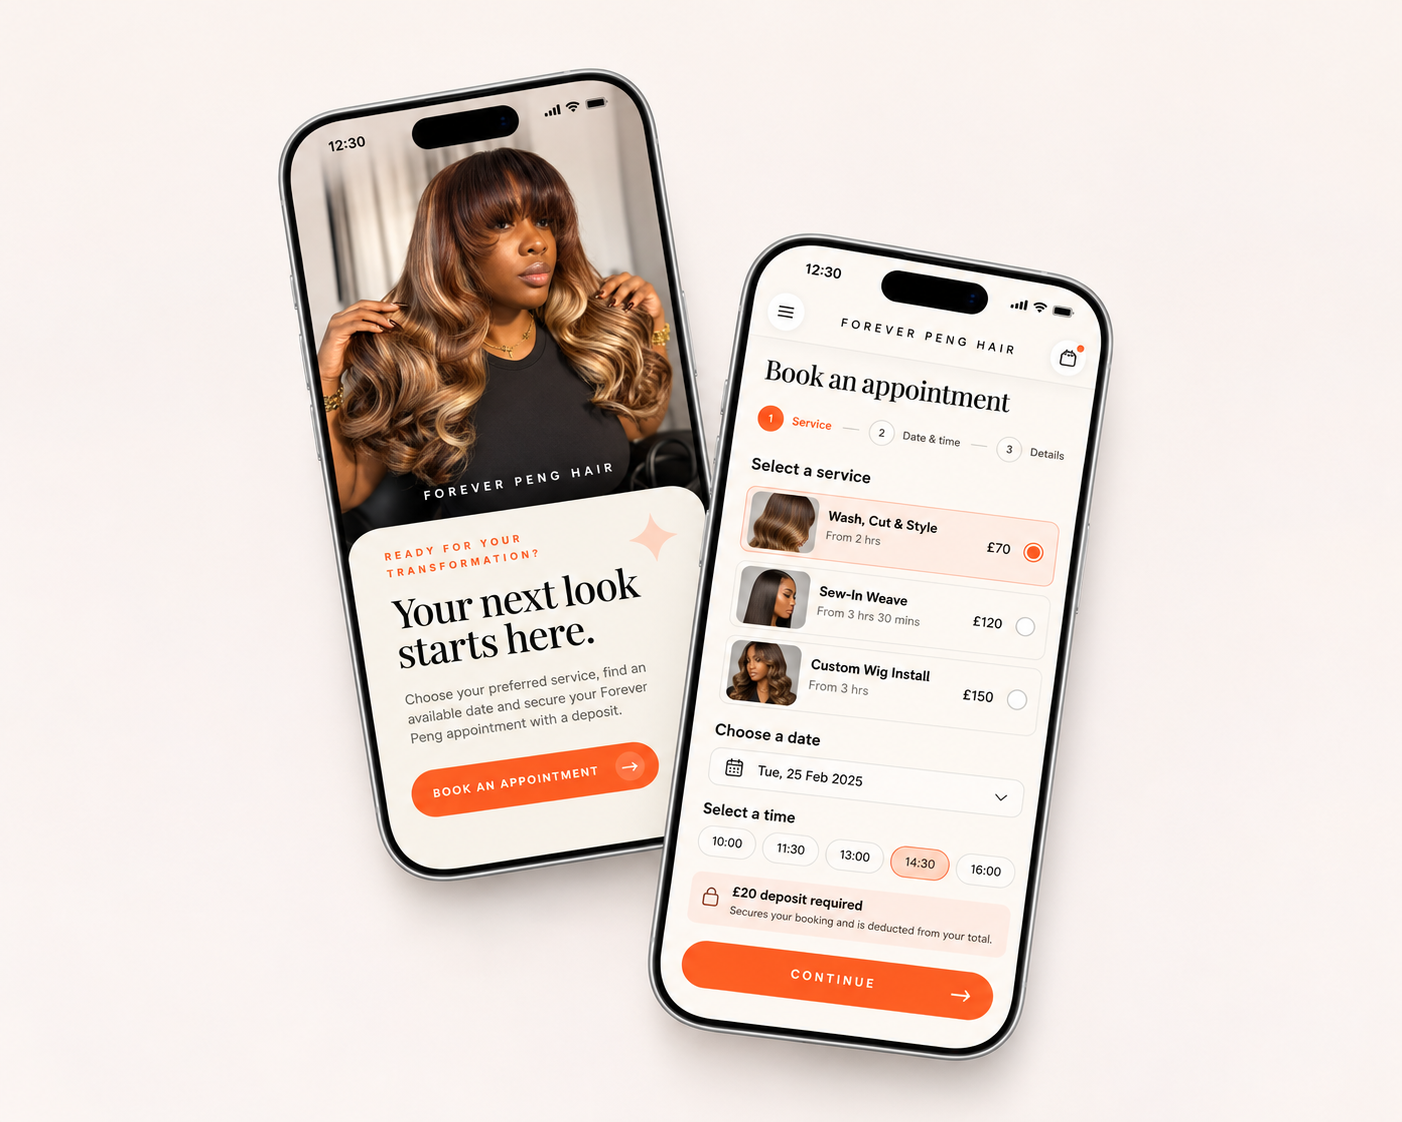 12:30
FOREVER PENG HAIR
READY FOR YOUR
TRANSFORMATION?
Your next look
starts here.
Choose your preferred service, find an
available date and secure your Forever
Peng appointment with a deposit.
BOOK AN APPOINTMENT
12:30
FOREVER PENG HAIR
Book an appointment
1 Service 2 Date & time 3 Details
Select a service
Wash, Cut & Style
From 2 hrs
£70
Sew-In Weave
From 3 hrs 30 mins
£120
Custom Wig Install
From 3 hrs
£150
Choose a date
Tue, 25 Feb 2025
Select a time
10:00 11:30 13:00 14:30 16:00
£20 deposit required
Secures your booking and is deducted from your total.
CONTINUE